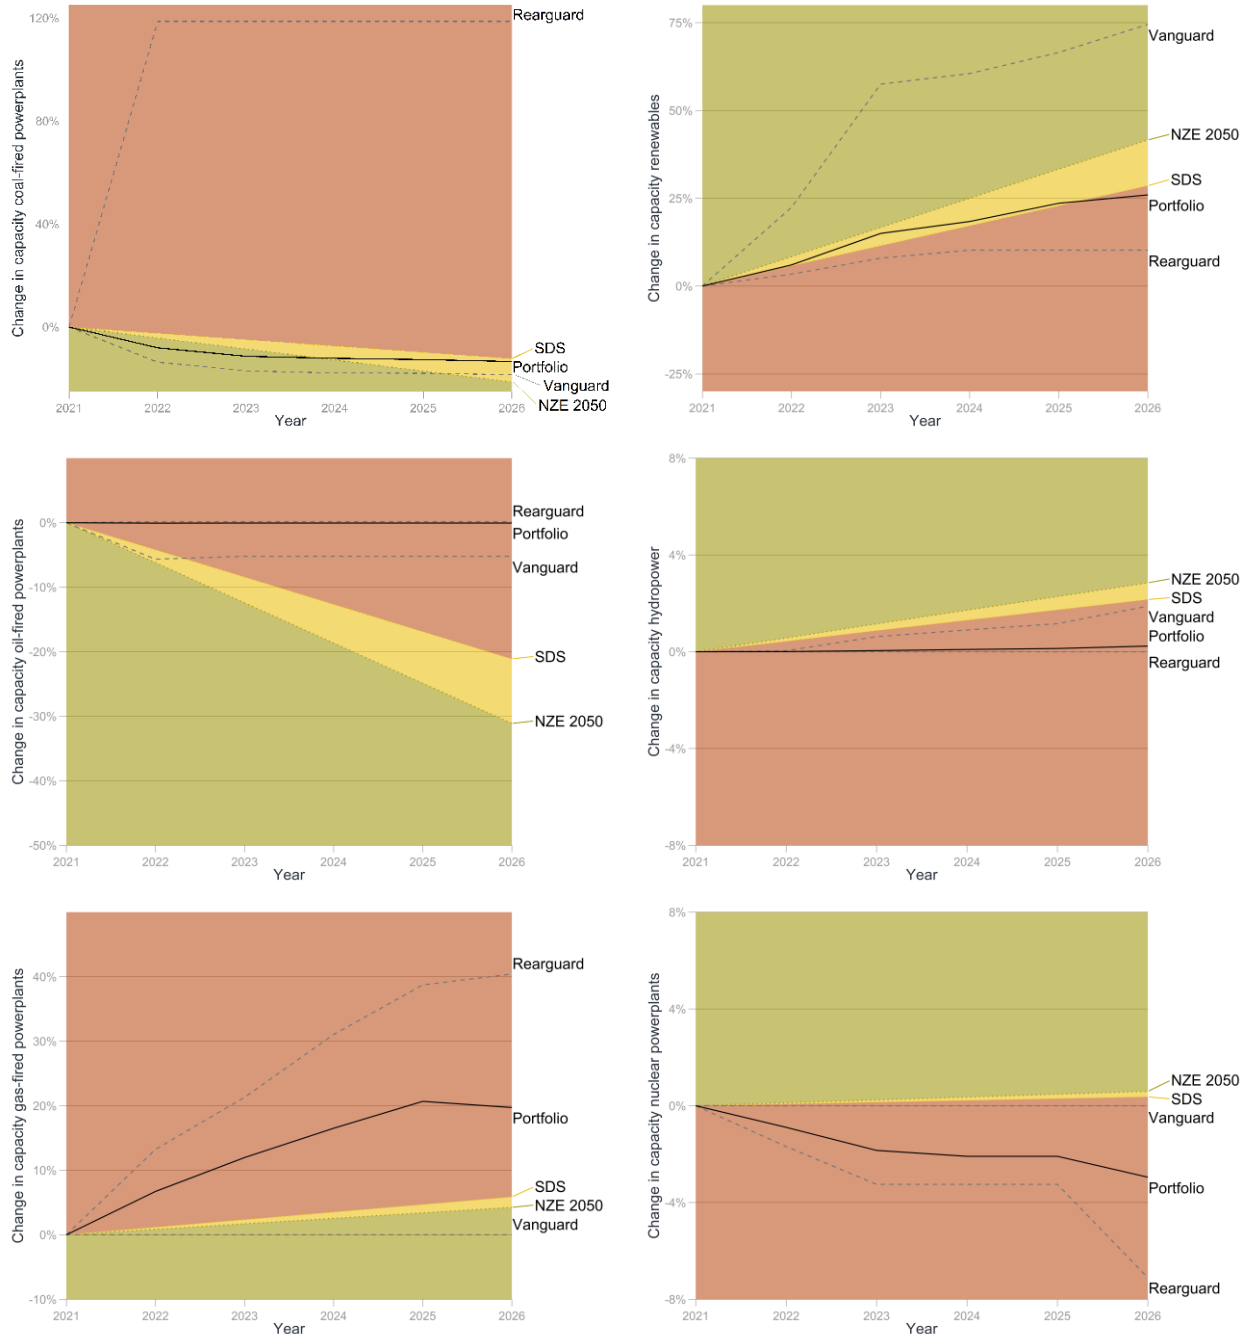 Change in capacity coal-fired powerplants
120%
80%
40%
0%
2021 2022 2023 2024 2025 2026
Year
Rearguard
SDS
Portfolio
Vanguard
NZE 2050
Change in capacity renewables
75%
50%
25%
0%
-25%
2021 2022 2023 2024 2025 2026
Year
Vanguard
NZE 2050
SDS
Portfolio
Rearguard
Change in capacity oil-fired powerplants
0%
-10%
-20%
-30%
-40%
-50%
2021 2022 2023 2024 2025 2026
Year
Rearguard
Portfolio
Vanguard
SDS
NZE 2050
Change in capacity hydropower
8%
4%
0%
-4%
-8%
2021 2022 2023 2024 2025 2026
Year
NZE 2050
SDS
Vanguard
Portfolio
Rearguard
Change in capacity gas-fired powerplants
40%
30%
20%
10%
0%
-10%
2021 2022 2023 2024 2025 2026
Year
Rearguard
Portfolio
SDS
NZE 2050
Vanguard
Change in capacity nuclear powerplants
8%
4%
0%
-4%
-8%
2021 2022 2023 2024 2025 2026
Year
NZE 2050
SDS
Vanguard
Portfolio
Rearguard